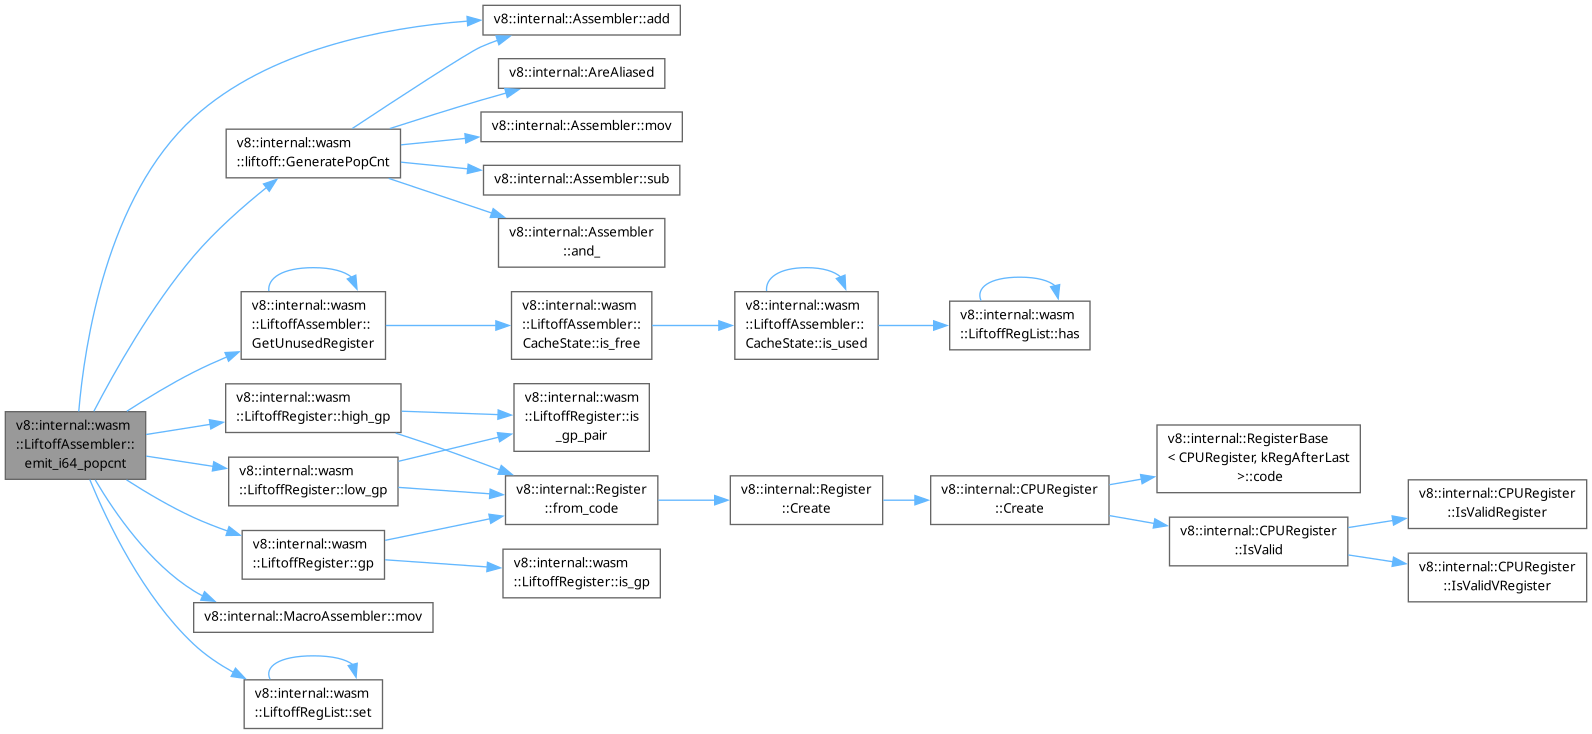 v8::internal::Assembler::add
v8::internal::AreAliased
v8::internal::Assembler::mov
v8::internal::wasm
::liftoff::GeneratePopCnt
v8::internal::Assembler::sub
v8::internal::Assembler
::and_
v8::internal::wasm
::LiftoffAssembler::
GetUnusedRegister
v8::internal::wasm
::LiftoffAssembler::
CacheState::is_free
v8::internal::wasm
::LiftoffAssembler::
CacheState::is_used
v8::internal::wasm
::LiftoffRegList::has
v8::internal::wasm
::LiftoffRegister::high_gp
v8::internal::wasm
::LiftoffRegister::is
_gp_pair
v8::internal::wasm
::LiftoffAssembler::
emit_i64_popcnt
v8::internal::wasm
::LiftoffRegister::low_gp
v8::internal::Register
::from_code
v8::internal::Register
::Create
v8::internal::CPURegister
::Create
v8::internal::RegisterBase
< CPURegister, kRegAfterLast
>::code
v8::internal::CPURegister
::IsValid
v8::internal::CPURegister
::IsValidRegister
v8::internal::CPURegister
::IsValidVRegister
v8::internal::wasm
::LiftoffRegister::gp
v8::internal::wasm
::LiftoffRegister::is_gp
v8::internal::MacroAssembler::mov
v8::internal::wasm
::LiftoffRegList::set